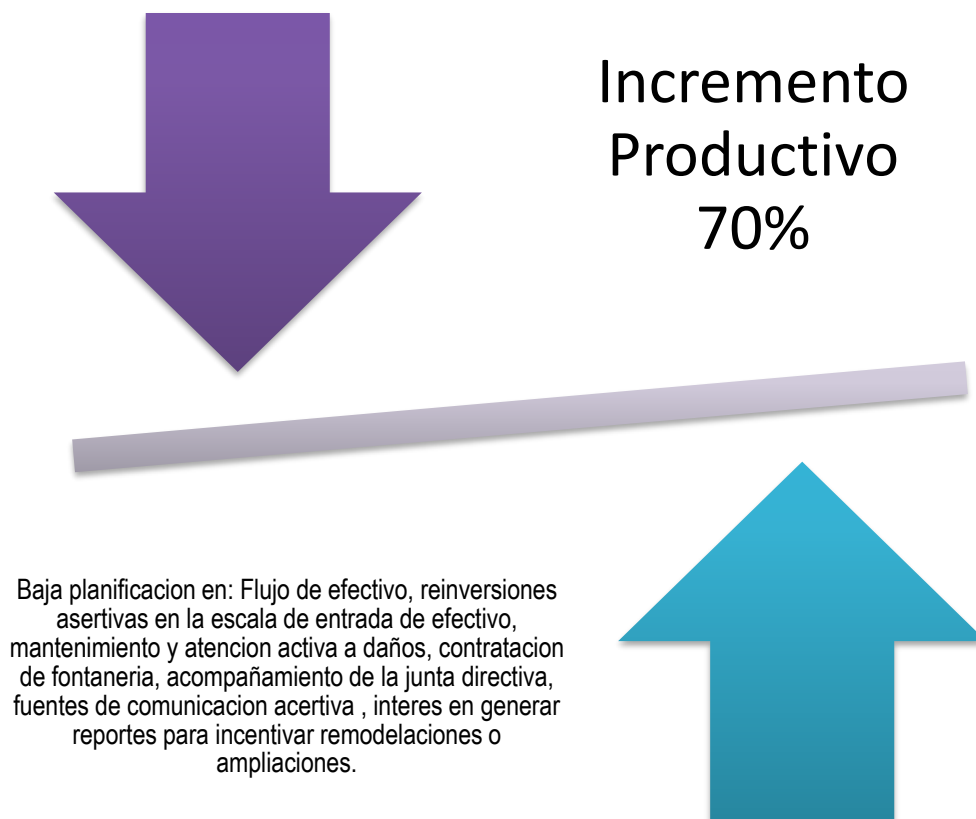 Incremento
Productivo
70%
Baja planificacion en: Flujo de efectivo, reinversiones
asertivas en la escala de entrada de efectivo,
mantenimiento y atencion activa a daños, contratacion
de fontaneria, acompañamiento de la junta directiva,
fuentes de comunicacion acertiva , interes en generar
reportes para incentivar remodelaciones o
ampliaciones.